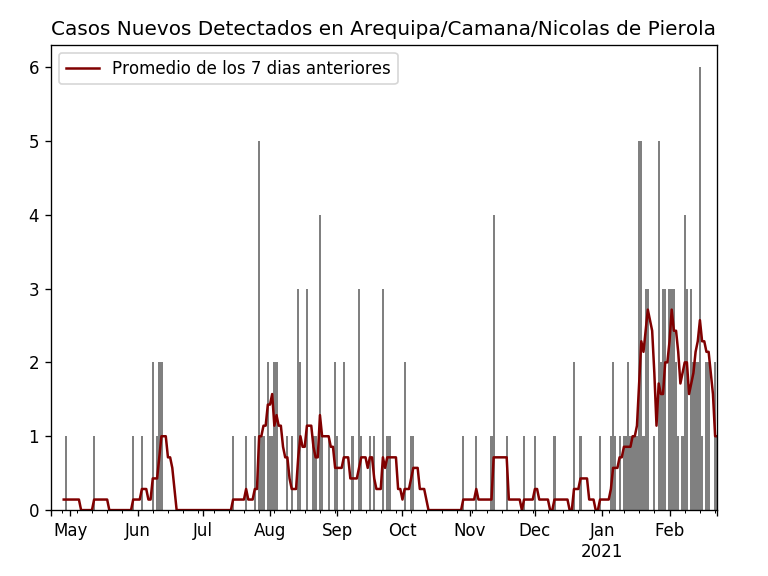 Casos Nuevos Detectados en Arequipa/Camana/Nicolas de Pierola
Promedio de los 7 dias anteriores
6
5
4
3
2
1
0
May Jun Jul Aug Sep Oct Nov Dec Jan Feb
2021